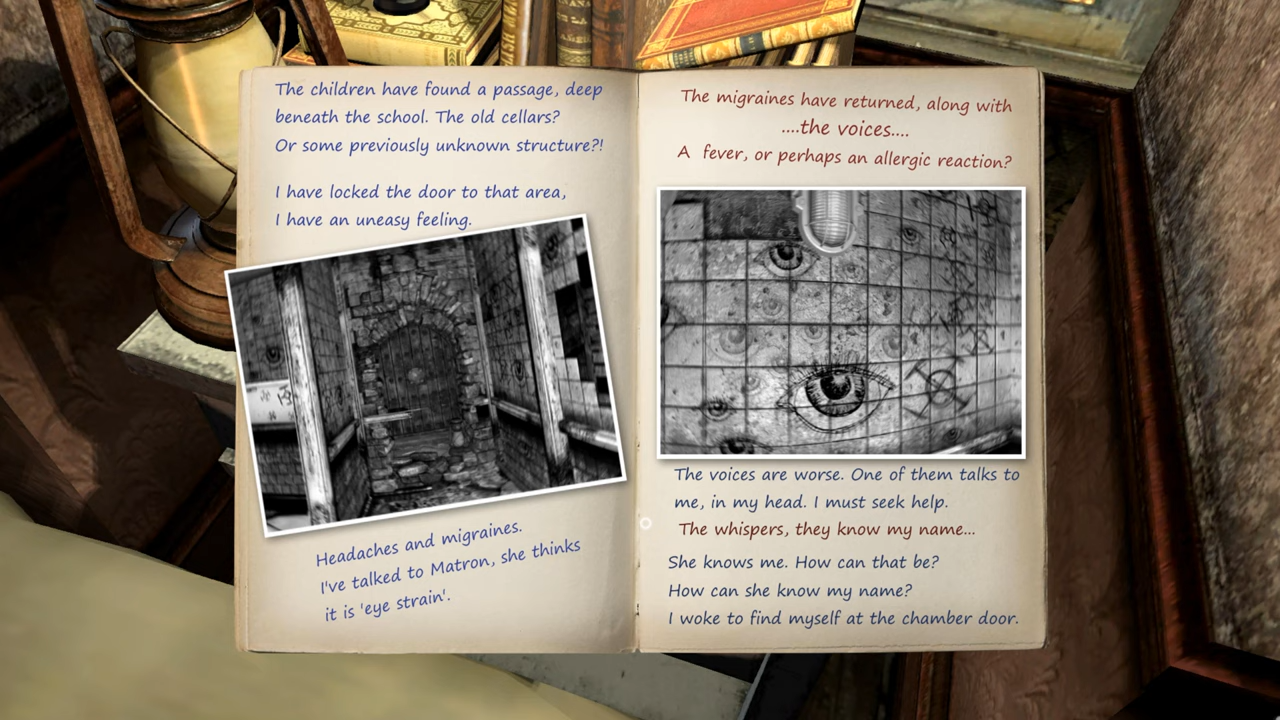 The children have found a passage, deep
beneath the school. The old cellars?
Or some previously unknown structure?!
I have locked the door to that area,
I have an uneasy feeling.
Headaches and migraines.
I've talked to Matron, she thinks
it is 'eye strain'.
The migraines have returned, along with
....the voices....
A fever, or perhaps an allergic reaction?
The voices are worse. One of them talks to
me, in my head. I must seek help.
The whispers, they know my name...
She knows me. How can that be?
How can she know my name?
I woke to find myself at the chamber door.